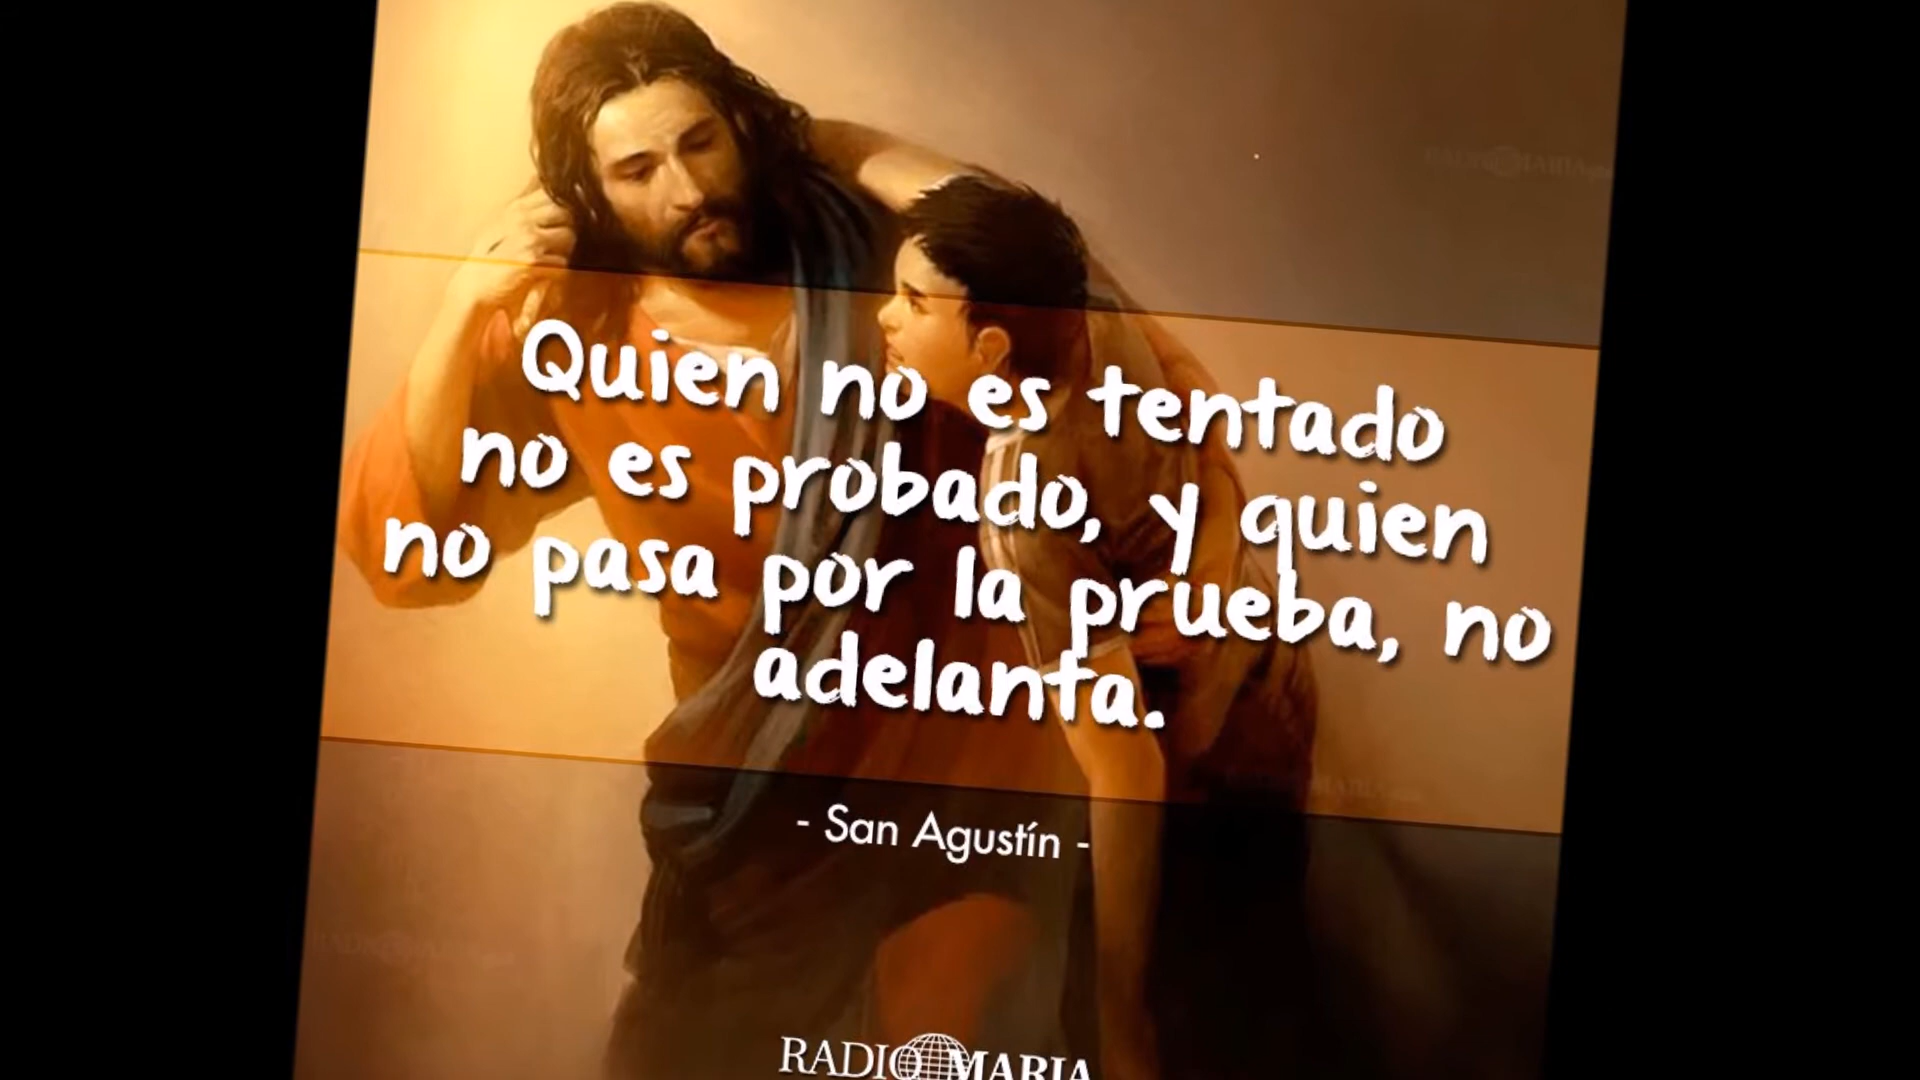 Quien no es tentado
no es probado, y quien
no pasa por la prueba, no
adelanta.
- San Agustín -
RADIO MARIA